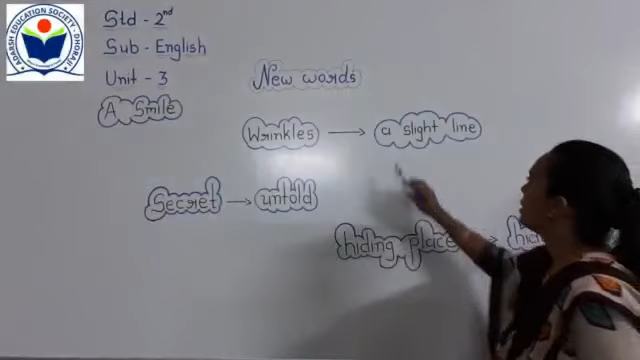 ADARSH EDUCATION SOCIETY - DHORAJI
Std - 2nd
Sub - English
Unit - 3
A Smile
New words
Wrinkles → a slight line
Secret → untold
hiding place →